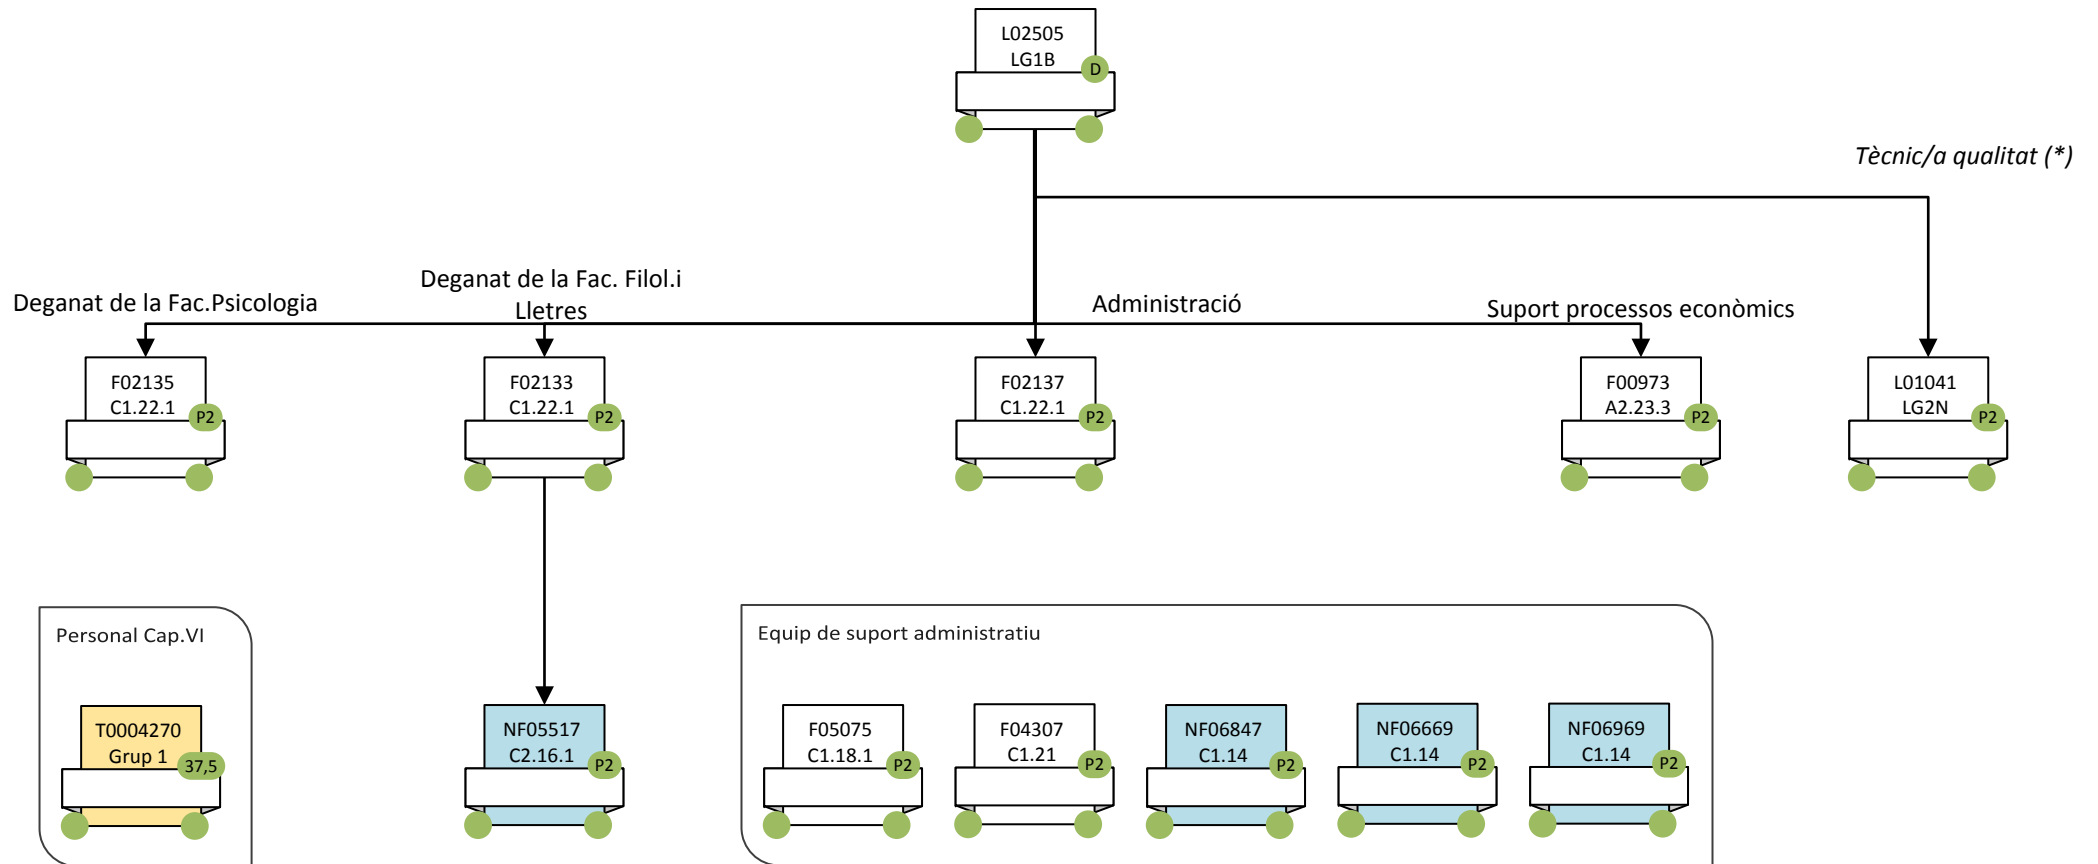 L02505
LG1B
D
Tècnic/a qualitat (*)
Deganat de la Fac.Psicologia
Deganat de la Fac. Filol.i
Lletres
Administració
Suport processos econòmics
F02135
C1.22.1
P2
F02133
C1.22.1
P2
F02137
C1.22.1
P2
F00973
A2.23.3
P2
L01041
LG2N
P2
Personal Cap.VI
T0004270
Grup 1
37,5
NF05517
C2.16.1
P2
Equip de suport administratiu
F05075
C1.18.1
P2
F04307
C1.21
P2
NF06847
C1.14
P2
NF06669
C1.14
P2
NF06969
C1.14
P2